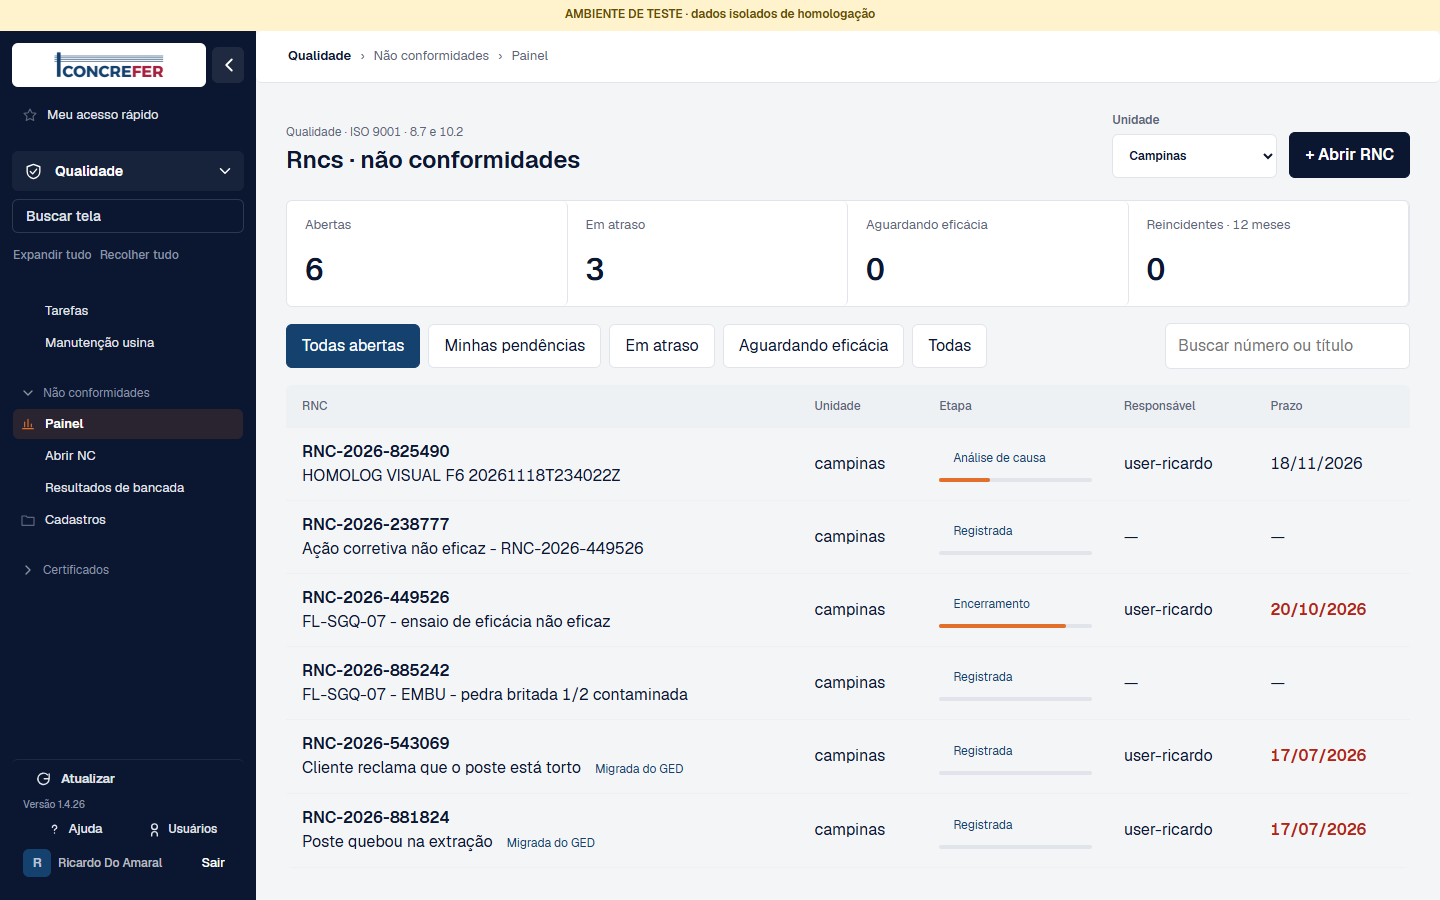 AMBIENTE DE TESTE · dados isolados de homologação
CONCREFER
Meu acesso rápido
Qualidade
Buscar tela
Expandir tudo Recolher tudo
Tarefas
Manutenção usina
Não conformidades
Painel
Abrir NC
Resultados de bancada
Cadastros
Certificados
Atualizar
Versão 1.4.26
? Ajuda Usuários
R Ricardo Do Amaral Sair
Qualidade › Não conformidades › Painel
Qualidade · ISO 9001 · 8.7 e 10.2
Rncs · não conformidades
Unidade
Campinas
+ Abrir RNC
Abertas
6
Em atraso
3
Aguardando eficácia
0
Reincidentes · 12 meses
0
Todas abertas Minhas pendências Em atraso Aguardando eficácia Todas Buscar número ou título
RNC Unidade Etapa Responsável Prazo
RNC-2026-825490
HOMOLOG VISUAL F6 20261118T234022Z
campinas Análise de causa user-ricardo 18/11/2026
RNC-2026-238777
Ação corretiva não eficaz - RNC-2026-449526
campinas Registrada — —
RNC-2026-449526
FL-SGQ-07 - ensaio de eficácia não eficaz
campinas Encerramento user-ricardo 20/10/2026
RNC-2026-885242
FL-SGQ-07 - EMBU - pedra britada 1/2 contaminada
campinas Registrada — —
RNC-2026-543069
Cliente reclama que o poste está torto Migrada do GED
campinas Registrada user-ricardo 17/07/2026
RNC-2026-881824
Poste quebou na extração Migrada do GED
campinas Registrada user-ricardo 17/07/2026